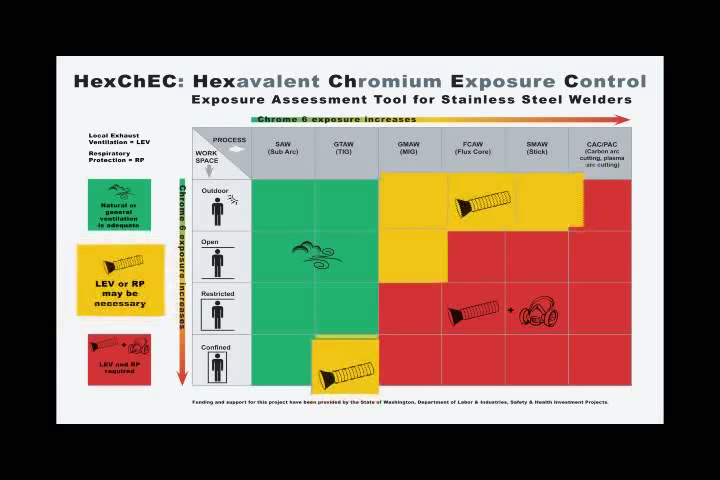 HexChEC: Hexavalent Chromium Exposure Control
Exposure Assessment Tool for Stainless Steel Welders
Chrome 6 exposure increases
Local Exhaust
Ventilation = LEV
Respiratory
Protection = RP
PROCESS
WORK
SPACE
SAW
(Sub Arc)
GTAW
(TIG)
GMAW
(MIG)
FCAW
(Flux Core)
SMAW
(Stick)
CAC/PAC
(Carbon arc
cutting, plasma
arc cutting)
Natural or
general
ventilation
is adequate
LEV or RP
may be
necessary
LEV and RP
required
Chrome 6 exposure increases
Outdoor
Open
Restricted
Confined
+
+
Funding and support for this project have been provided by the State of Washington, Department of Labor & Industries, Safety & Health Investment Projects.